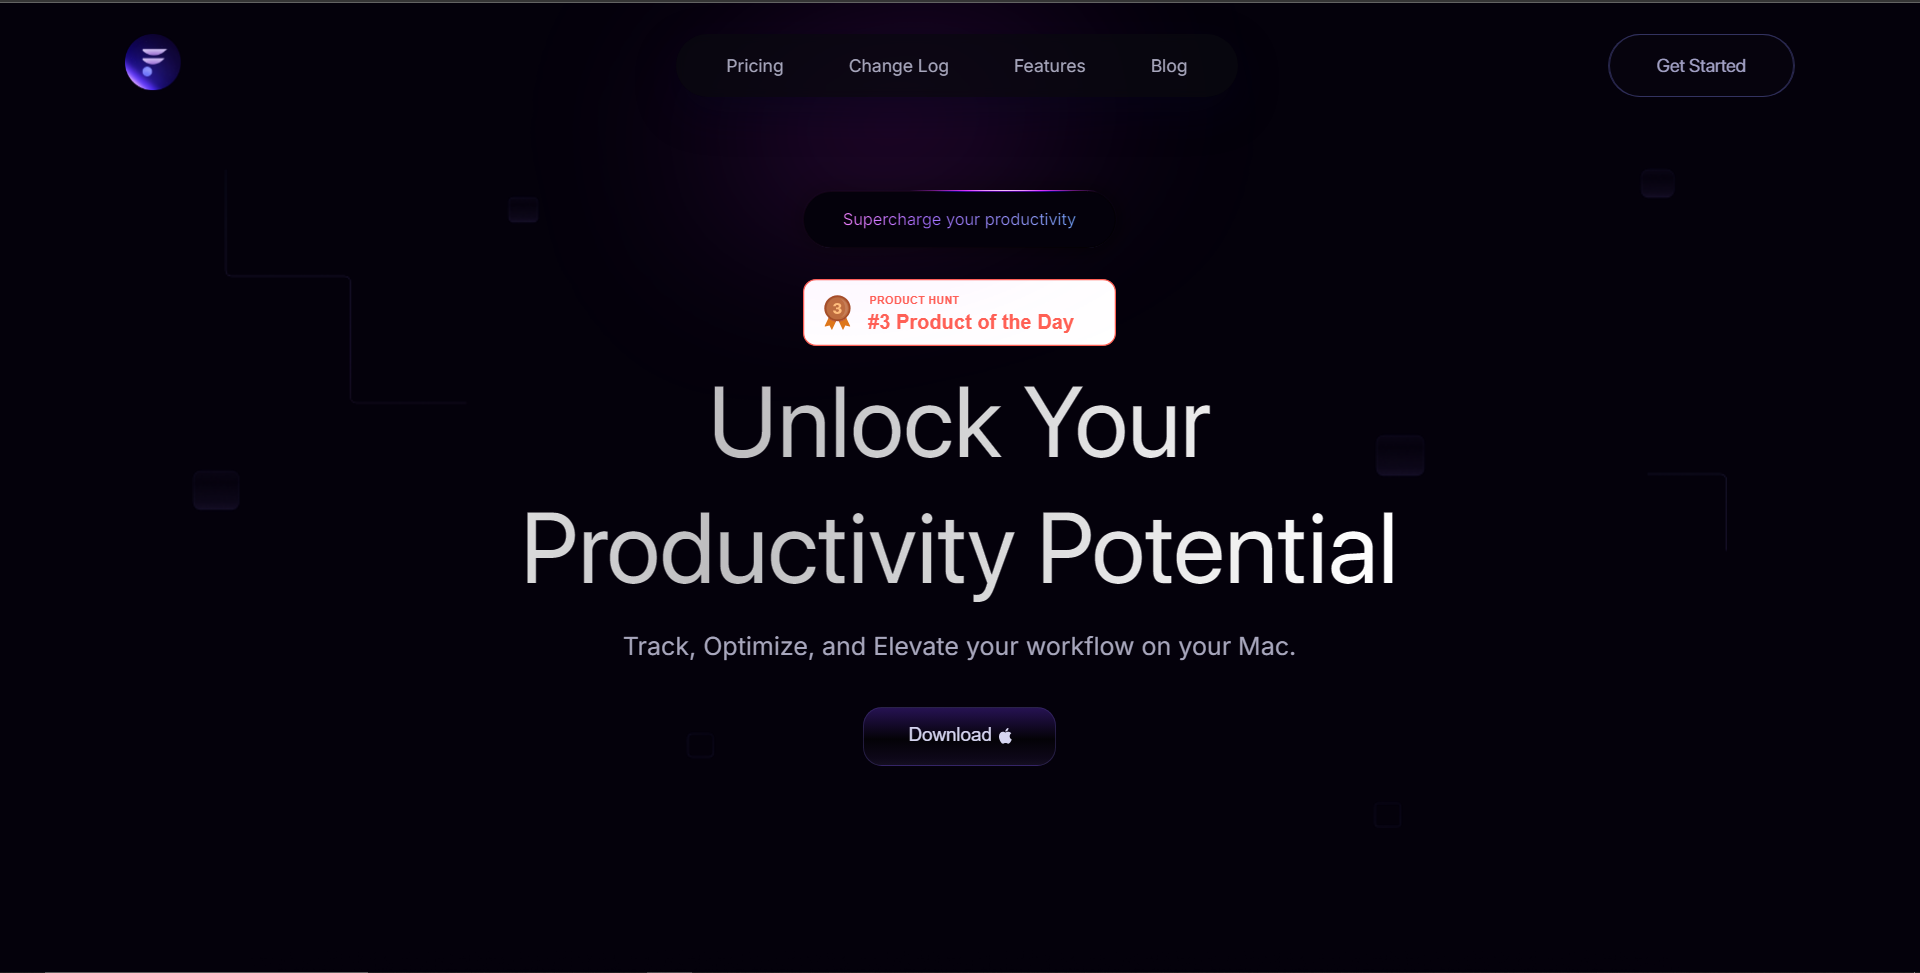 Pricing
Change Log
Features
Blog
Get Started
Supercharge your productivity
3
PRODUCT HUNT
#3 Product of the Day
Unlock Your
Productivity Potential
Track, Optimize, and Elevate your workflow on your Mac.
Download